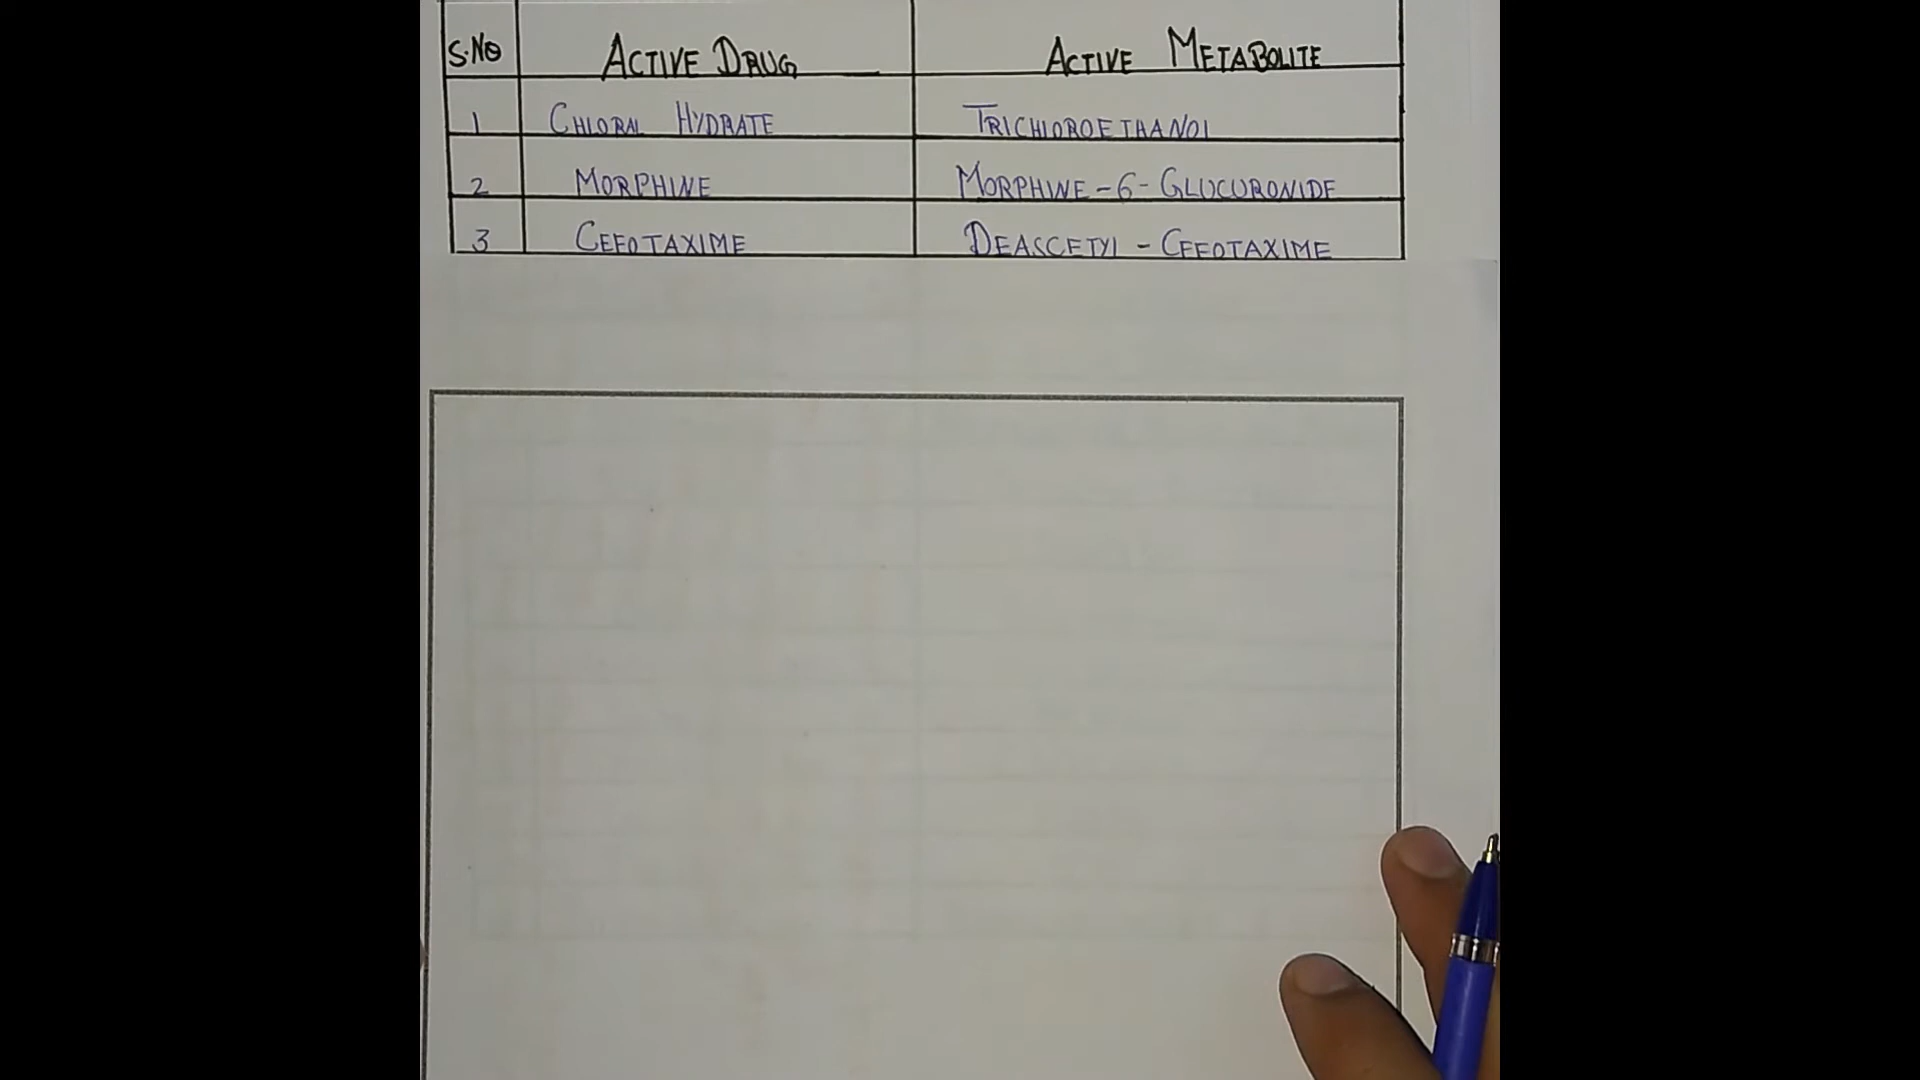 S.No ACTIVE DRUG ACTIVE METABOLITE
1 CHLORAL HYDRATE TRICHLOROETHANOL
2 MORPHINE MORPHINE-6-GLUCURONIDE
3 CEFOTAXIME DEASCETYL-CEFOTAXIME